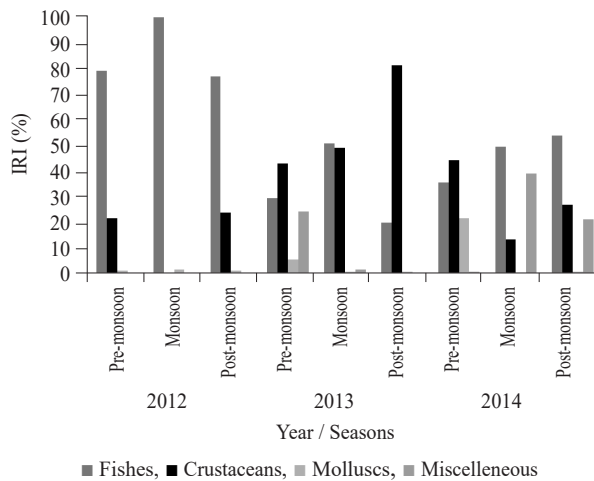 100
90
80
70
60
50
40
30
20
10
0
IRI (%)
Pre-monsoon
Monsoon
Post-monsoon
Pre-monsoon
Monsoon
Post-monsoon
Pre-monsoon
Monsoon
Post-monsoon
2012 2013 2014
Year / Seasons
Fishes, Crustaceans, Molluscs, Miscelleneous